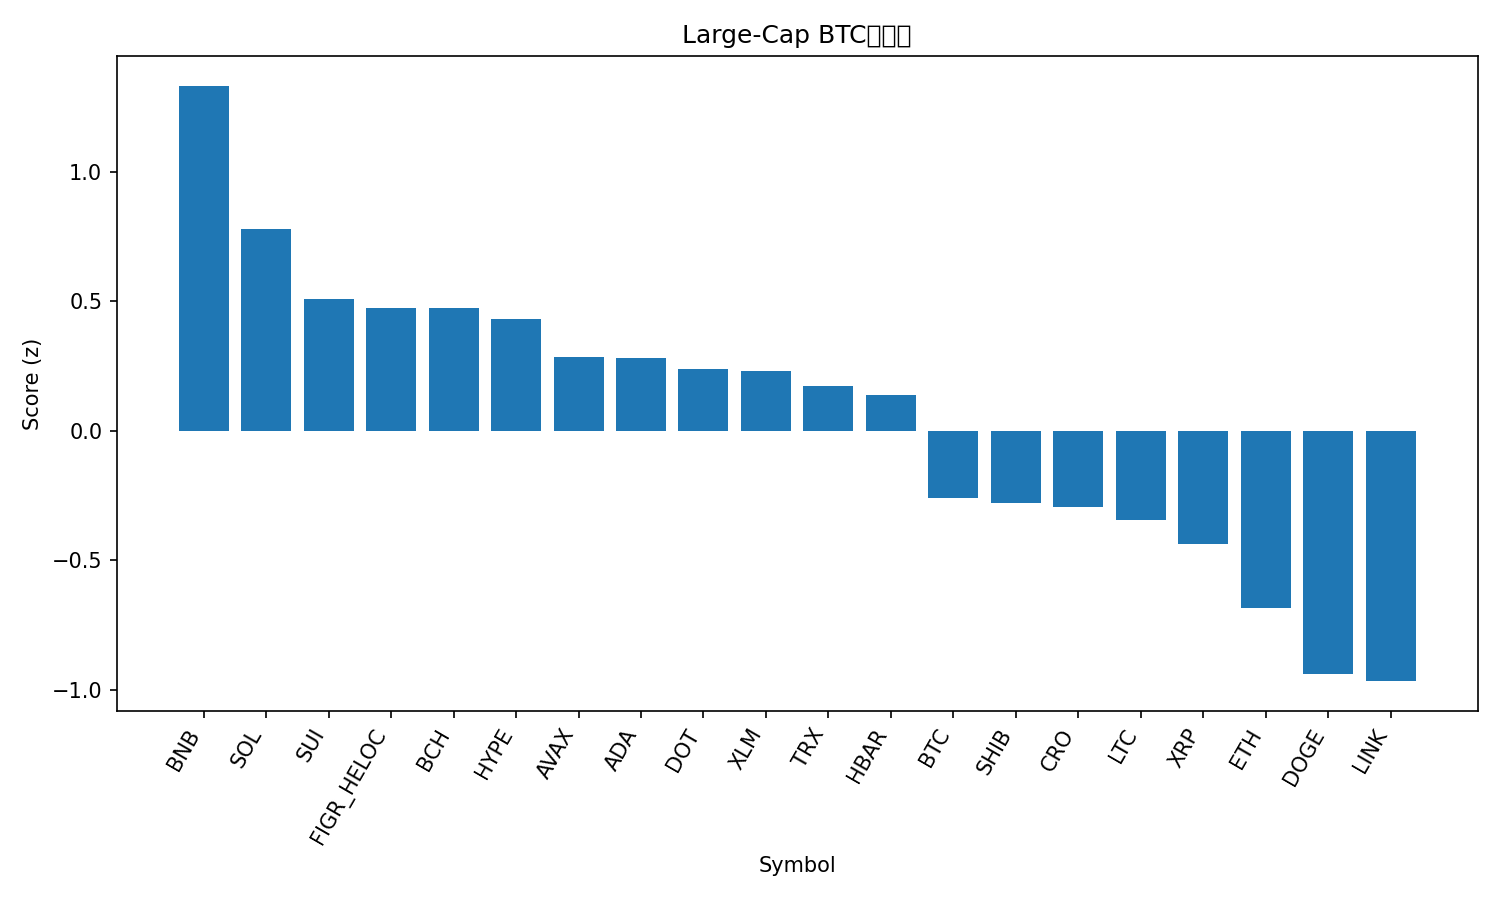 Large-Cap BTC
Score (z)
1.0
0.5
0.0
−0.5
−1.0
BNB
SOL
SUI
FIGR_HELOC
BCH
HYPE
AVAX
ADA
DOT
XLM
TRX
HBAR
BTC
SHIB
CRO
LTC
XRP
ETH
DOGE
LINK
Symbol